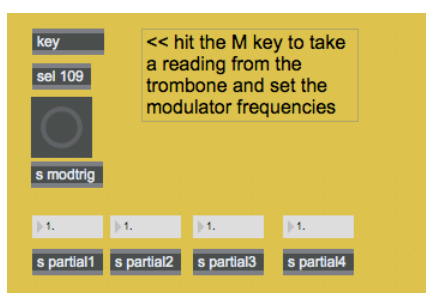 key
<< hit the M key to take
a reading from the
trombone and set the
modulator frequencies
sel 109
s modtrig
1. 1. 1. 1.
s partial1 s partial2 s partial3 s partial4